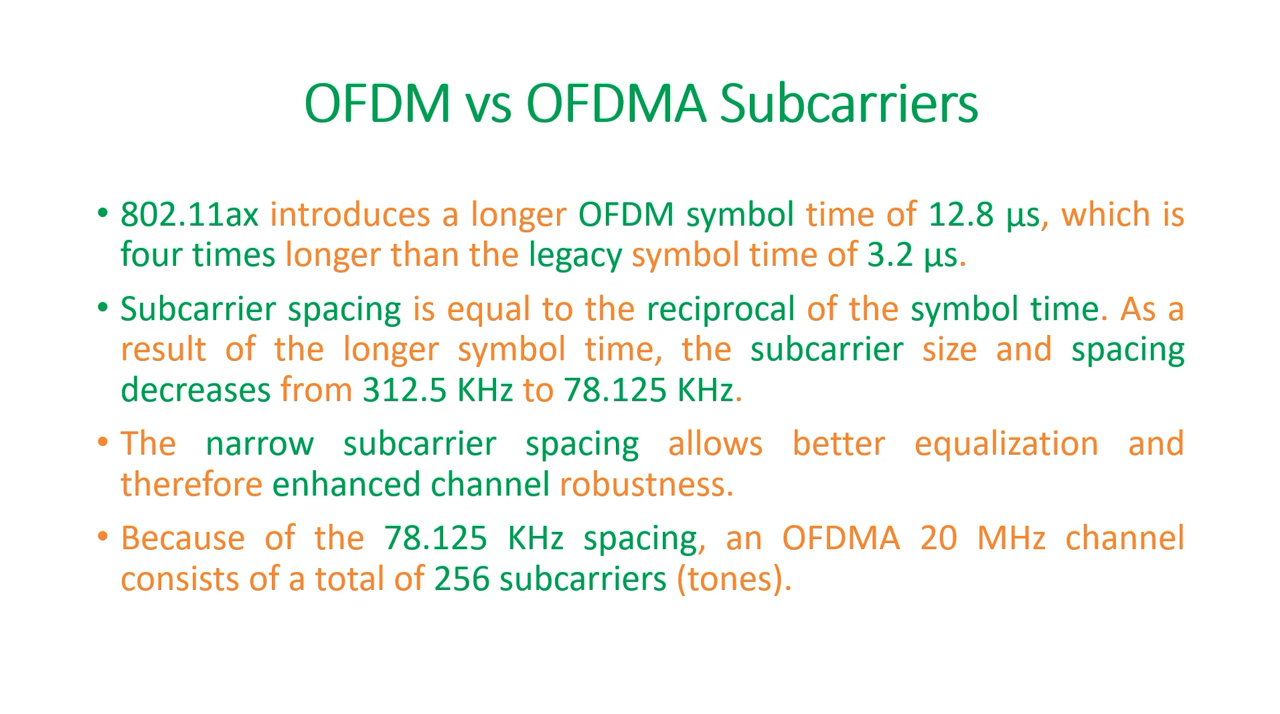 OFDM vs OFDMA Subcarriers
• 802.11ax introduces a longer OFDM symbol time of 12.8 µs, which is
four times longer than the legacy symbol time of 3.2 µs.
• Subcarrier spacing is equal to the reciprocal of the symbol time. As a
result of the longer symbol time, the subcarrier size and spacing
decreases from 312.5 KHz to 78.125 KHz.
• The narrow subcarrier spacing allows better equalization and
therefore enhanced channel robustness.
• Because of the 78.125 KHz spacing, an OFDMA 20 MHz channel
consists of a total of 256 subcarriers (tones).